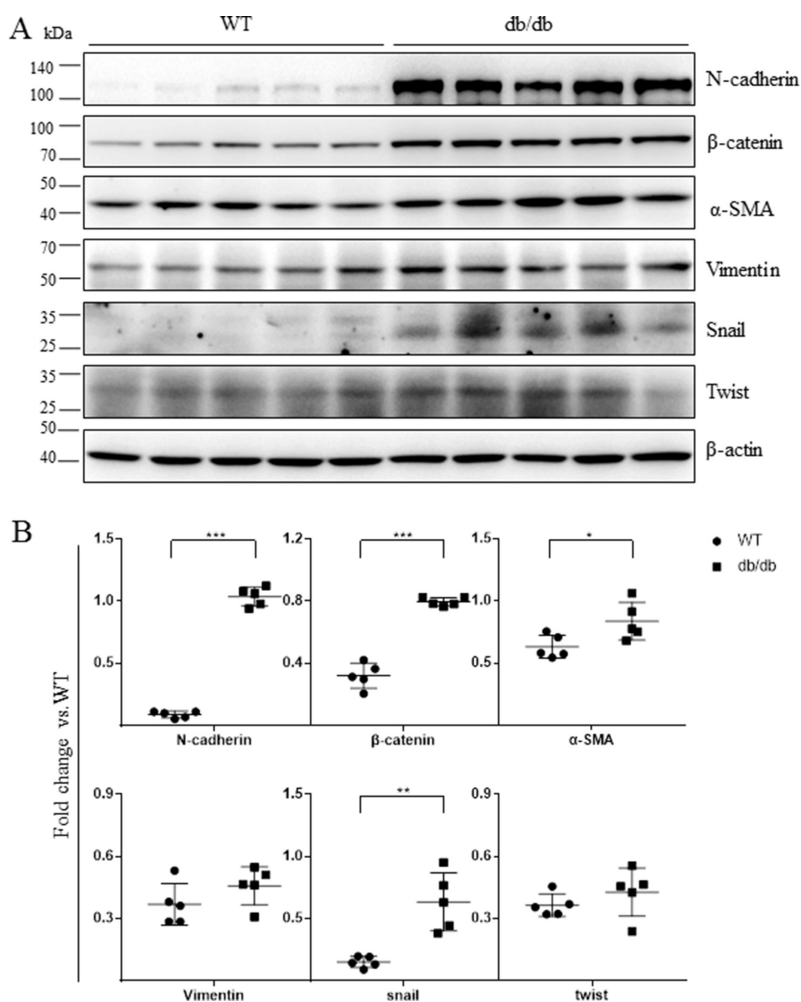 A
kDa
WT
db/db
140
100
N-cadherin
100
70
β-catenin
50
40
α-SMA
70
50
Vimentin
35
25
Snail
35
25
Twist
50
40
β-actin
B
Fold change vs. WT
1.5
1.0
0.5
***
N-cadherin
1.2
0.8
0.4
***
β-catenin
1.5
1.0
0.5
*
α-SMA
WT
db/db
0.9
0.6
0.3
Vimentin
1.5
1.0
0.5
**
snail
0.9
0.6
0.3
twist